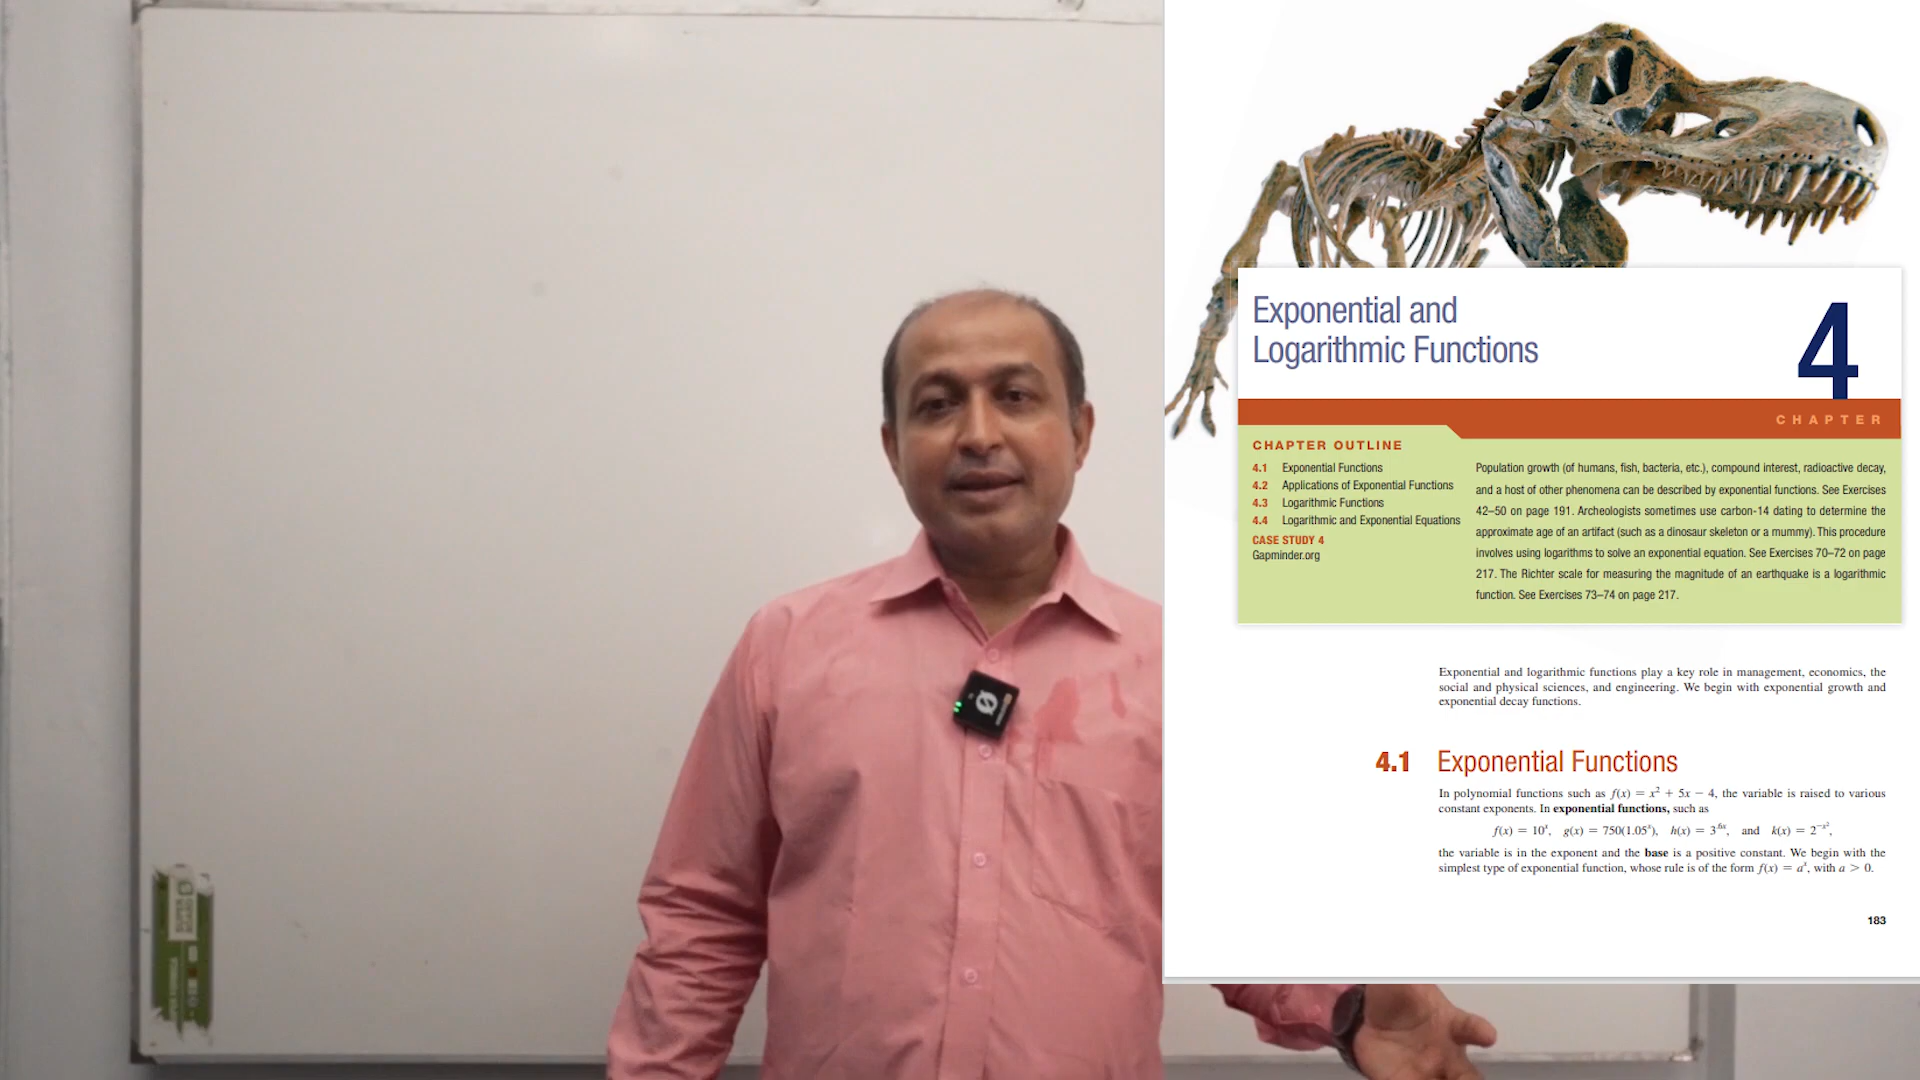 Exponential and
Logarithmic Functions
4
CHAPTER
CHAPTER OUTLINE
4.1 Exponential Functions
4.2 Applications of Exponential Functions
4.3 Logarithmic Functions
4.4 Logarithmic and Exponential Equations
CASE STUDY 4
Gapminder.org
Population growth (of humans, fish, bacteria, etc.), compound interest, radioactive decay,
and a host of other phenomena can be described by exponential functions. See Exercises
42–50 on page 191. Archeologists sometimes use carbon-14 dating to determine the
approximate age of an artifact (such as a dinosaur skeleton or a mummy). This procedure
involves using logarithms to solve an exponential equation. See Exercises 70–72 on page
217. The Richter scale for measuring the magnitude of an earthquake is a logarithmic
function. See Exercises 73–74 on page 217.
Exponential and logarithmic functions play a key role in management, economics, the
social and physical sciences, and engineering. We begin with exponential growth and
exponential decay functions.
4.1 Exponential Functions
In polynomial functions such as f(x) = x² + 5x − 4, the variable is raised to various
constant exponents. In exponential functions, such as
f(x) = 10ˣ, g(x) = 750(1.05ˣ), h(x) = 3^.6x, and k(x) = 2^−x²,
the variable is in the exponent and the base is a positive constant. We begin with the
simplest type of exponential function, whose rule is of the form f(x) = aˣ, with a > 0.
183